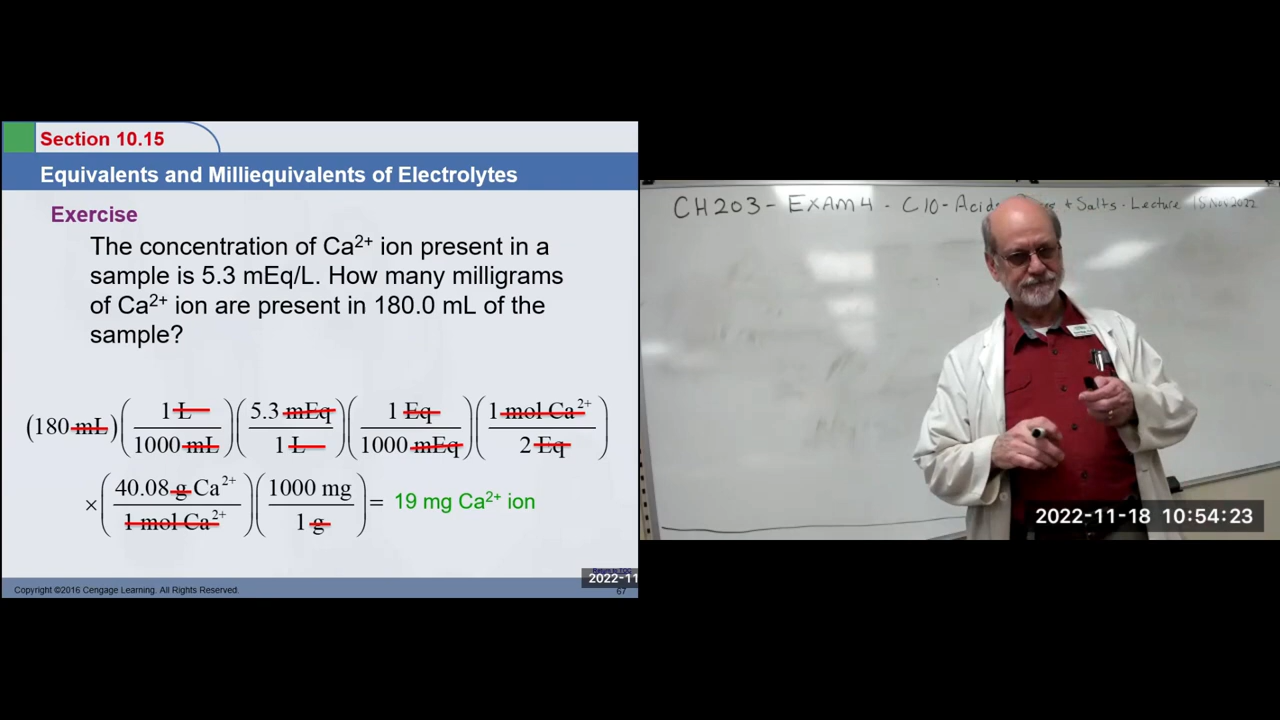 Section 10.15
Equivalents and Milliequivalents of Electrolytes
Exercise
The concentration of Ca²⁺ ion present in a
sample is 5.3 mEq/L. How many milligrams
of Ca²⁺ ion are present in 180.0 mL of the
sample?
(180 mL)(1 L / 1000 mL)(5.3 mEq / 1 L)(1 Eq / 1000 mEq)(1 mol Ca²⁺ / 2 Eq)
×(40.08 g Ca²⁺ / 1 mol Ca²⁺)(1000 mg / 1 g) = 19 mg Ca²⁺ ion
Copyright ©2016 Cengage Learning. All Rights Reserved.
2022-11
67
CH203 - EXAM 4 - C10 - Acids + Salts - Lecture 18 Nov 2022
2022-11-18 10:54:23